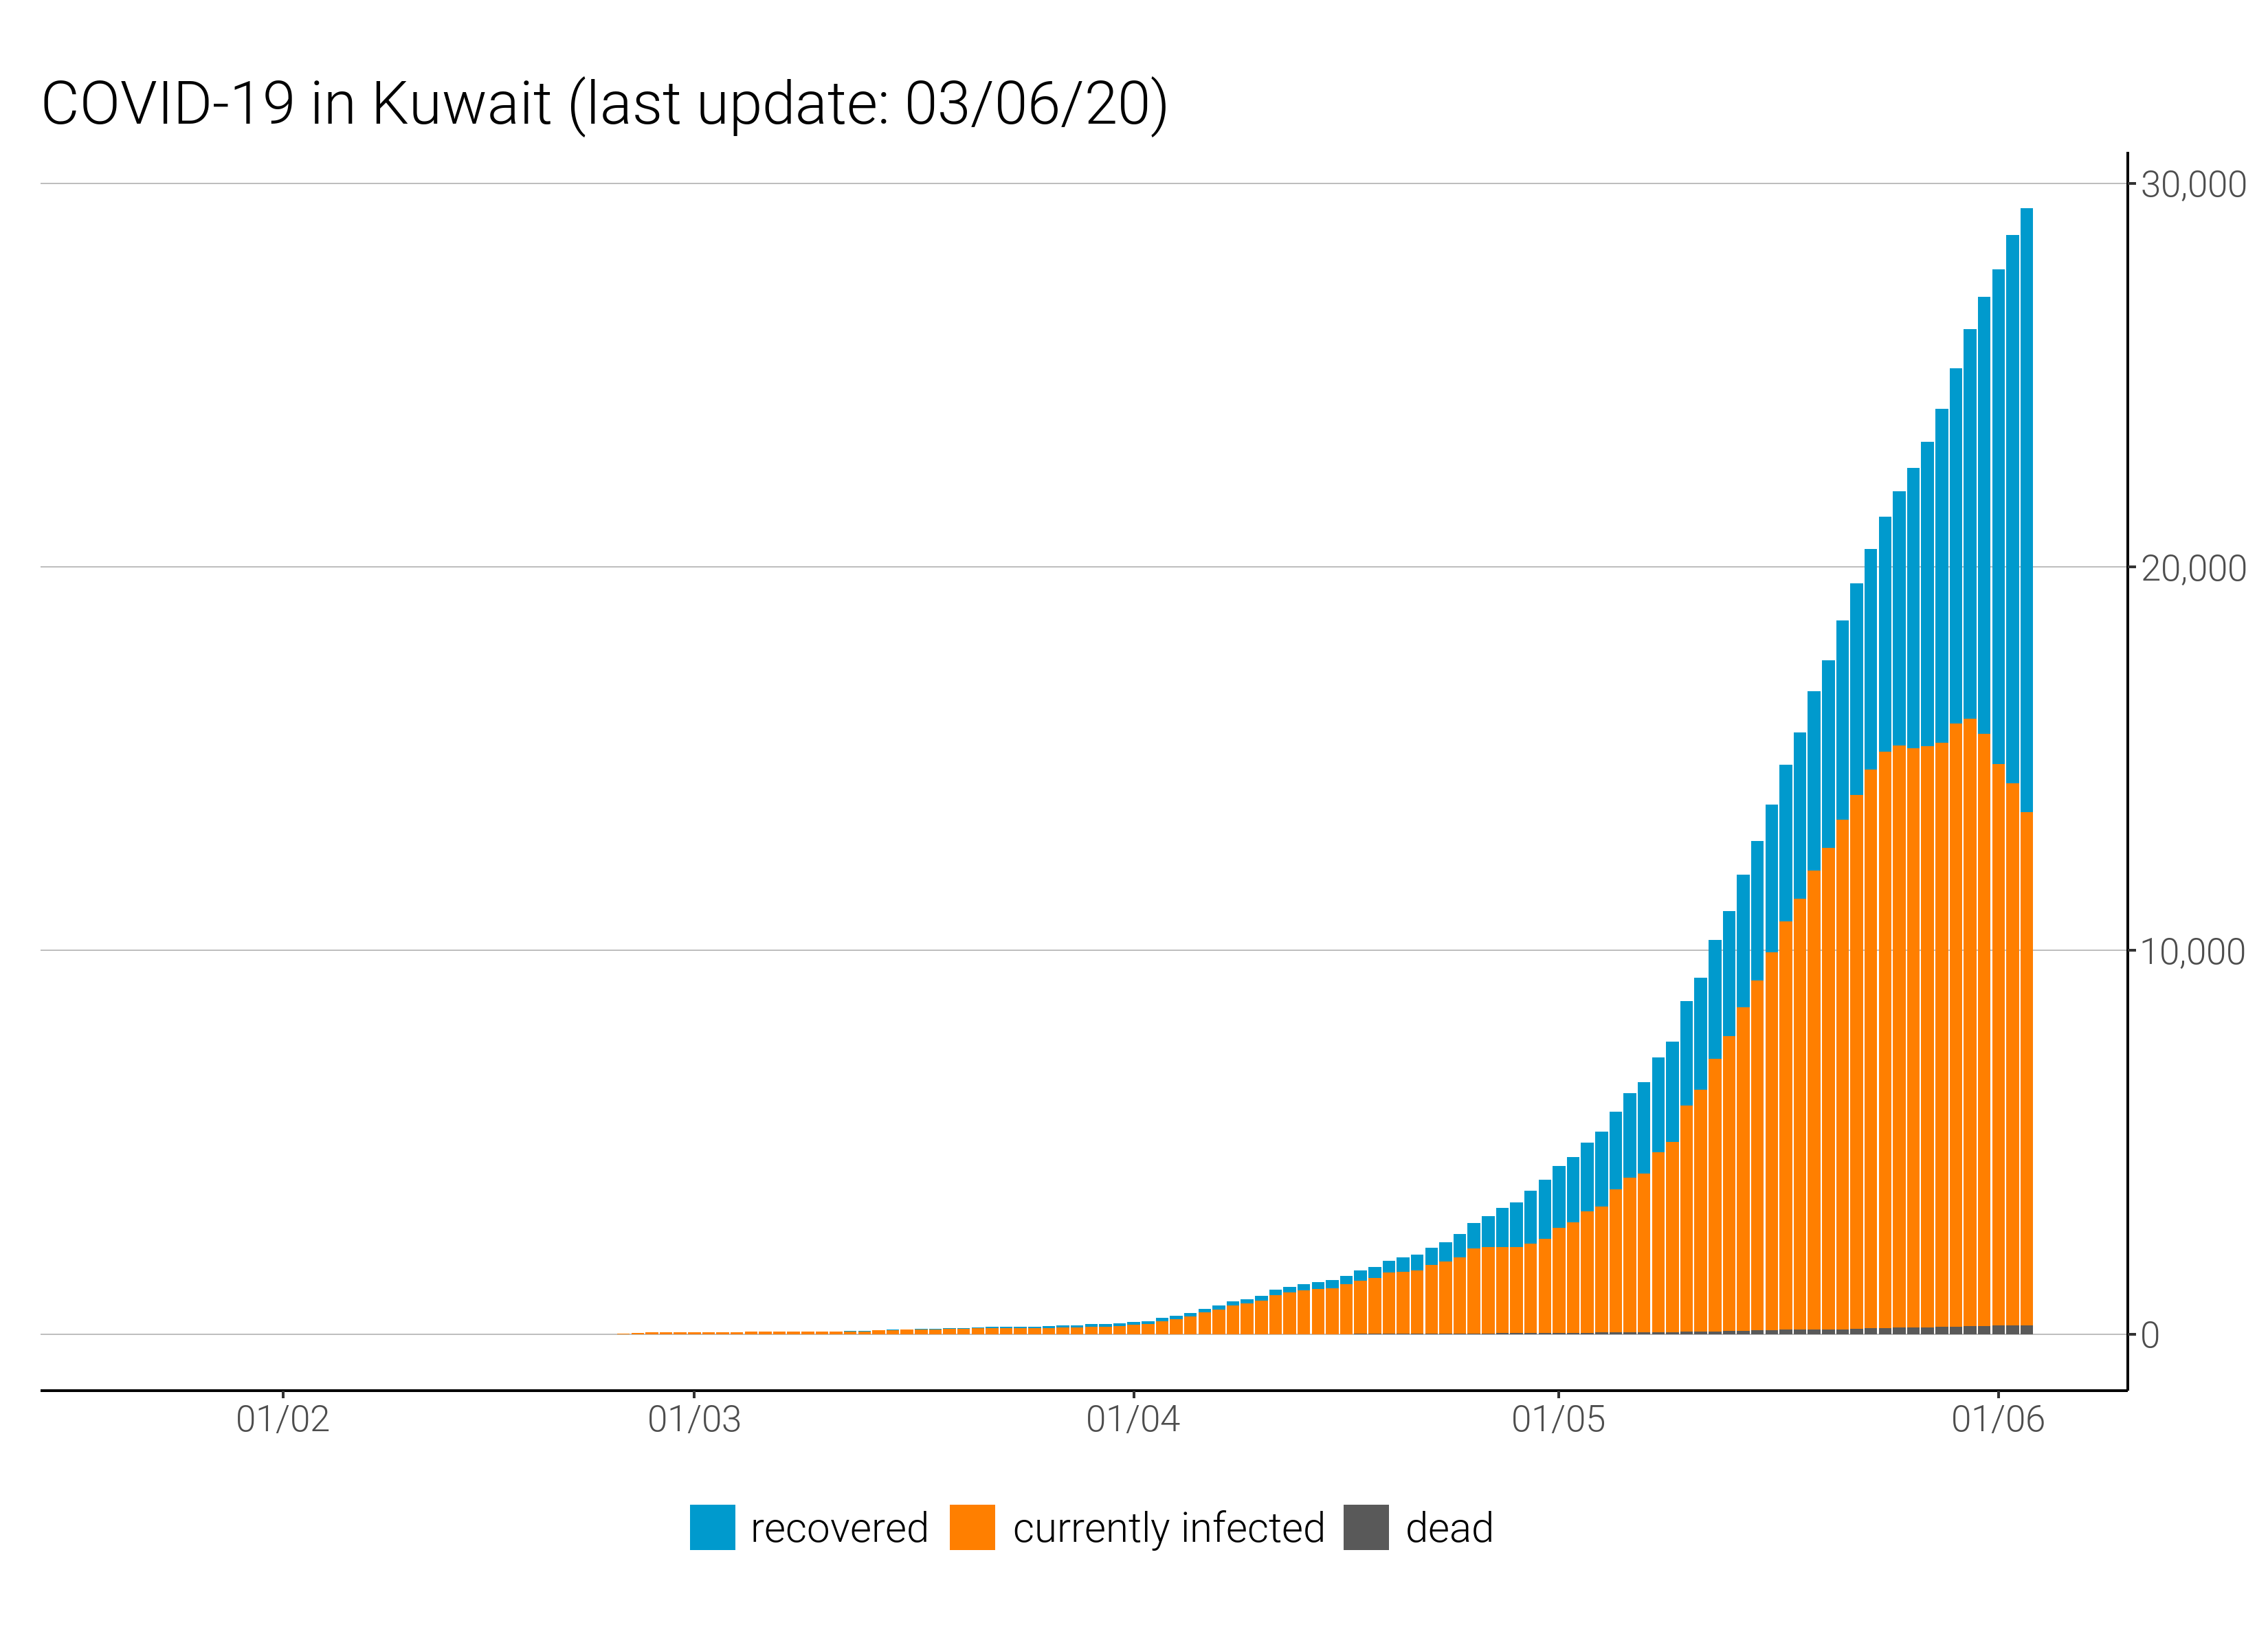 COVID-19 in Kuwait (last update: 03/06/20)
30,000
20,000
10,000
0
01/02 01/03 01/04 01/05 01/06
recovered currently infected dead